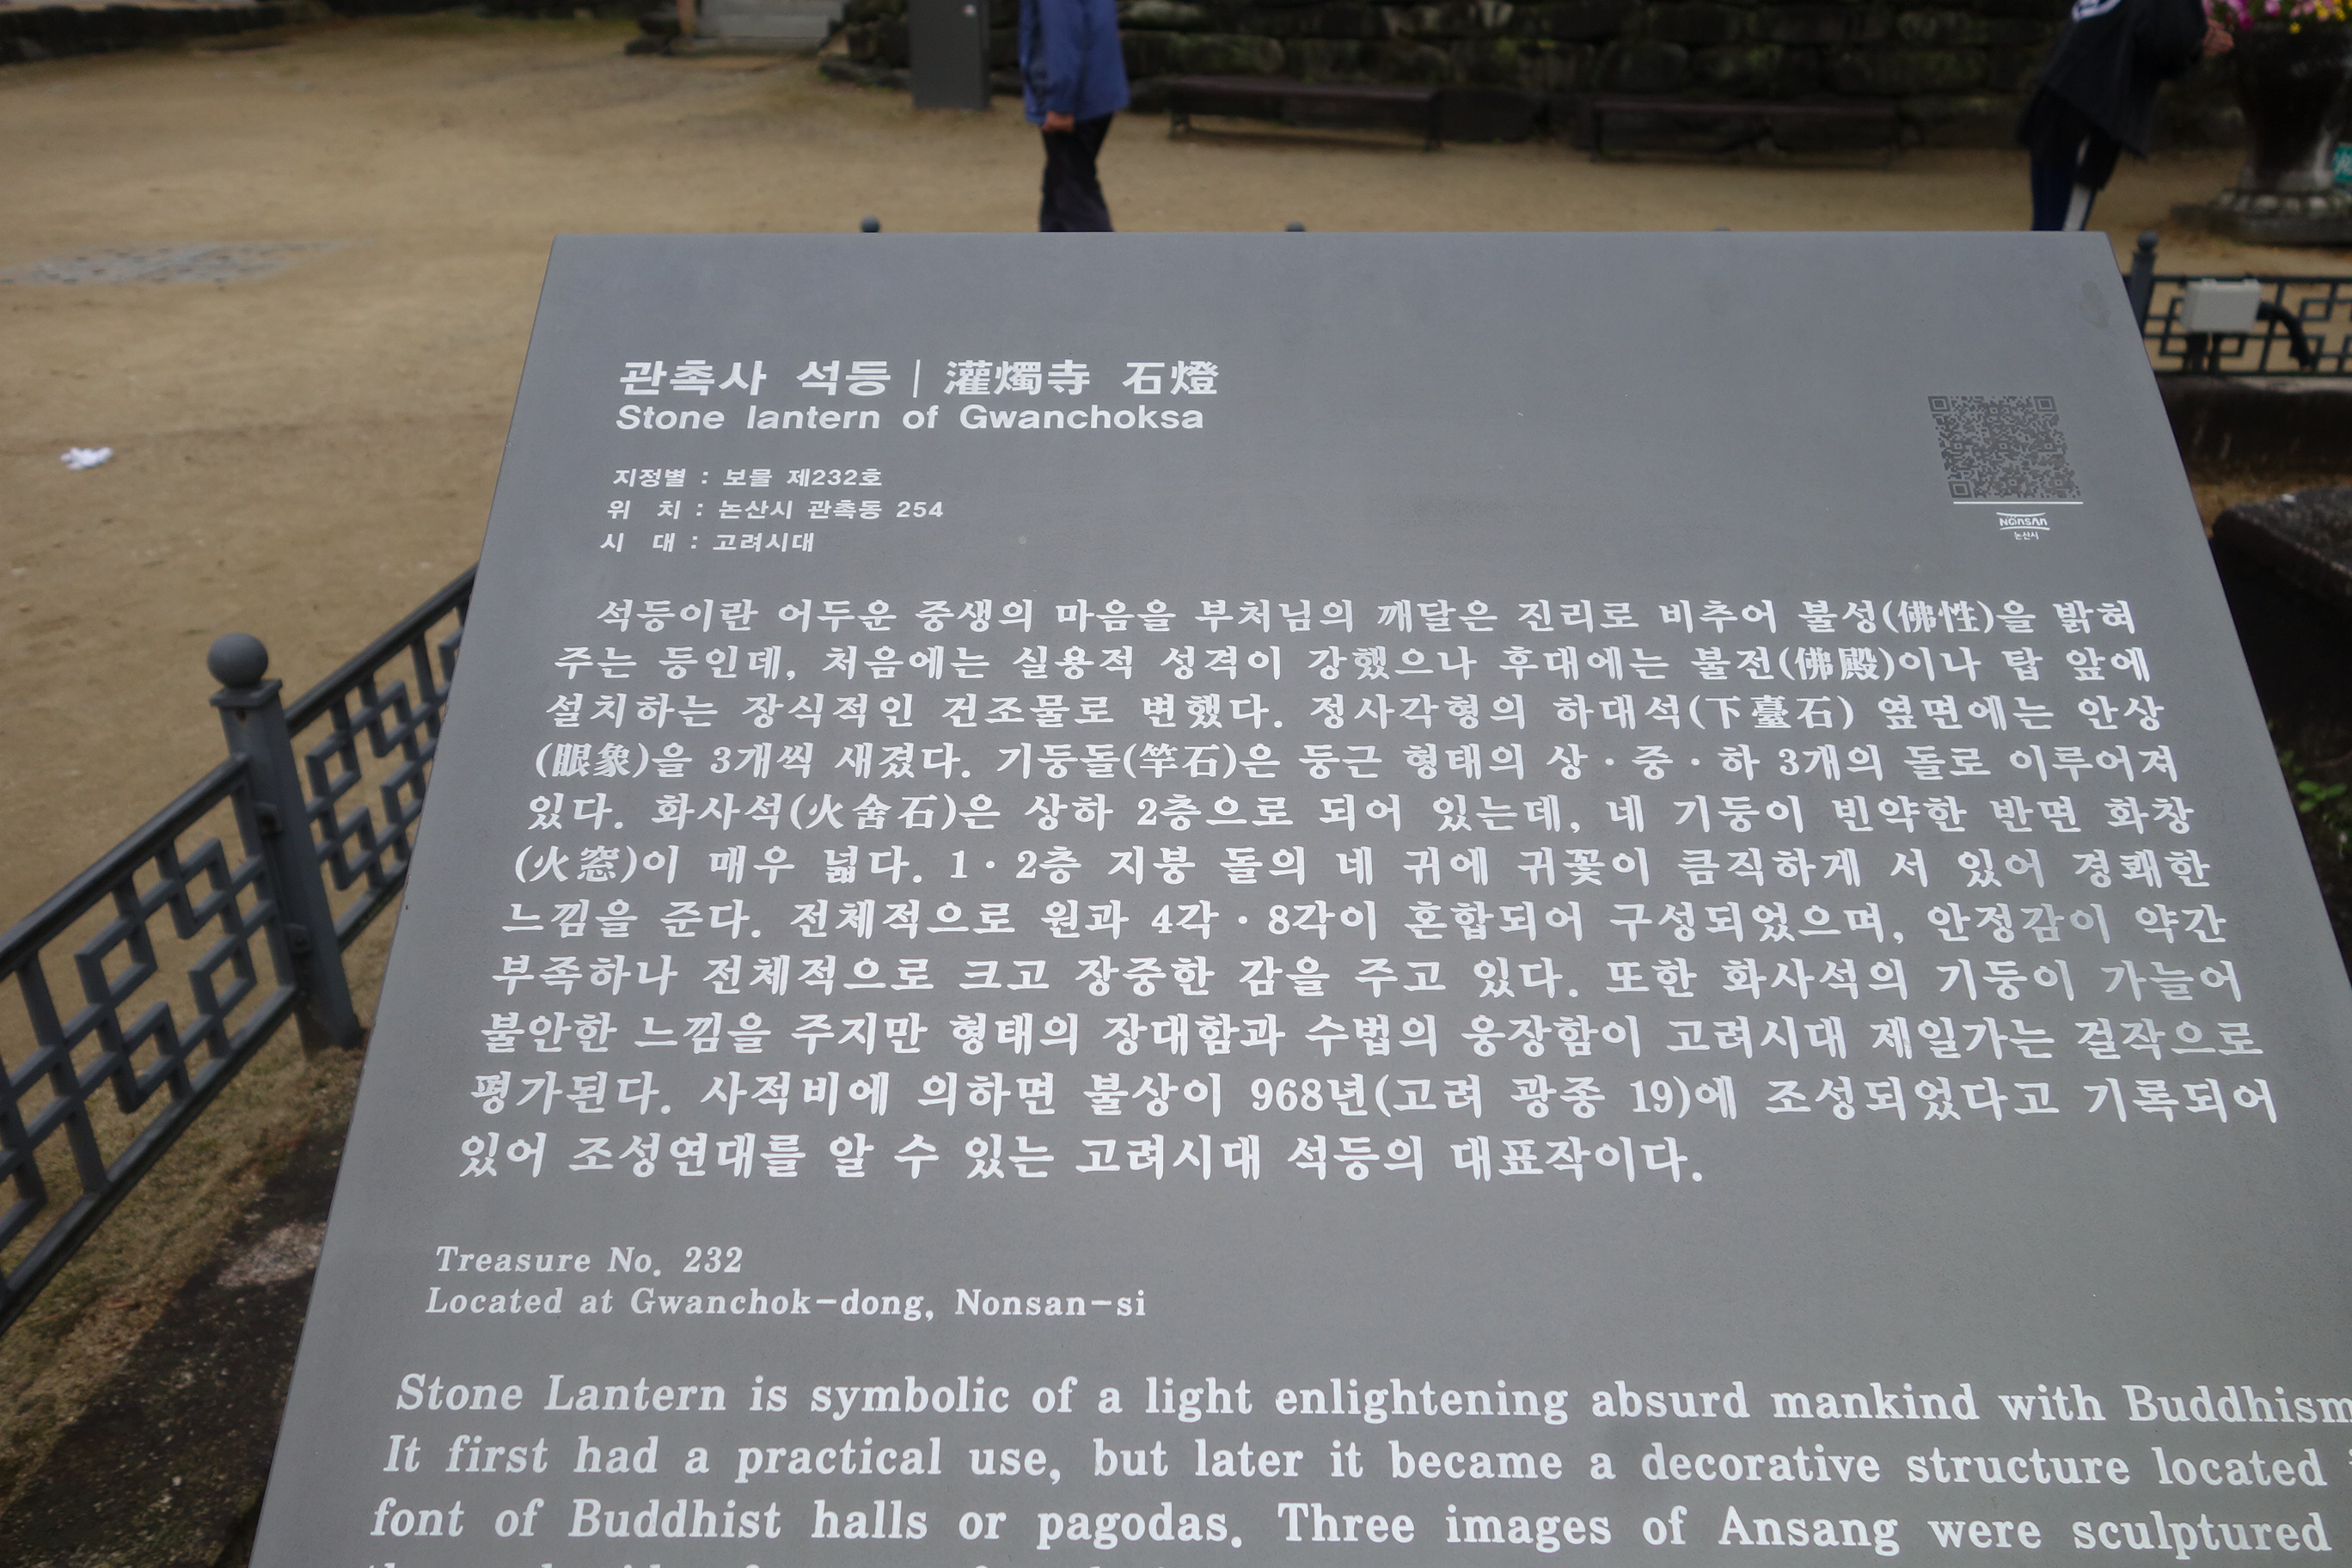 관촉사 석등 | 灌燭寺 石燈
Stone lantern of Gwanchoksa
지정별 : 보물 제232호
위 치 : 논산시 관촉동 254
시 대 : 고려시대
NonSAn
논산시
석등이란 어두운 중생의 마음을 부처님의 깨달은 진리로 비추어 불성(佛性)을 밝혀
주는 등인데, 처음에는 실용적 성격이 강했으나 후대에는 불전(佛殿)이나 탑 앞에
설치하는 장식적인 건조물로 변했다. 정사각형의 하대석(下臺石) 옆면에는 안상
(眼象)을 3개씩 새겼다. 기둥돌(竿石)은 둥근 형태의 상·중·하 3개의 돌로 이루어져
있다. 화사석(火舍石)은 상하 2층으로 되어 있는데, 네 기둥이 빈약한 반면 화창
(火窓)이 매우 넓다. 1·2층 지붕 돌의 네 귀에 귀꽃이 큼직하게 서 있어 경쾌한
느낌을 준다. 전체적으로 원과 4각·8각이 혼합되어 구성되었으며, 안정감이 약간
부족하나 전체적으로 크고 장중한 감을 주고 있다. 또한 화사석의 기둥이 가늘어
불안한 느낌을 주지만 형태의 장대함과 수법의 웅장함이 고려시대 제일가는 걸작으로
평가된다. 사적비에 의하면 불상이 968년(고려 광종 19)에 조성되었다고 기록되어
있어 조성연대를 알 수 있는 고려시대 석등의 대표작이다.
Treasure No. 232
Located at Gwanchok-dong, Nonsan-si
Stone Lantern is symbolic of a light enlightening absurd mankind with Buddhism
It first had a practical use, but later it became a decorative structure located
font of Buddhist halls or pagodas. Three images of Ansang were sculptured